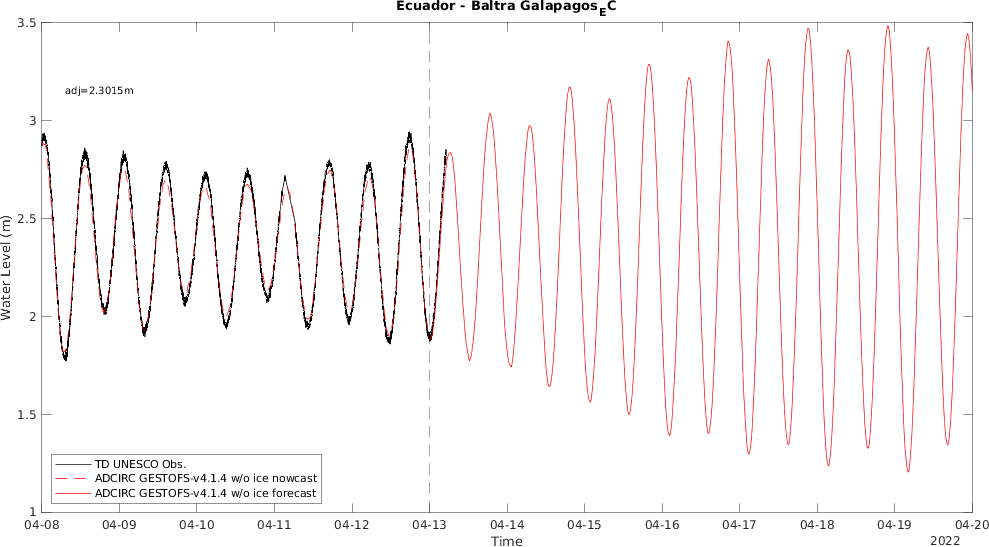 Ecuador - Baltra Galapagos_EC
3.5
3
2.5
2
1.5
1
Water Level (m)
adj=2.3015m
TD UNESCO Obs.
ADCIRC GESTOFS-v4.1.4 w/o ice nowcast
ADCIRC GESTOFS-v4.1.4 w/o ice forecast
04-08 04-09 04-10 04-11 04-12 04-13 04-14 04-15 04-16 04-17 04-18 04-19 04-20
Time
2022